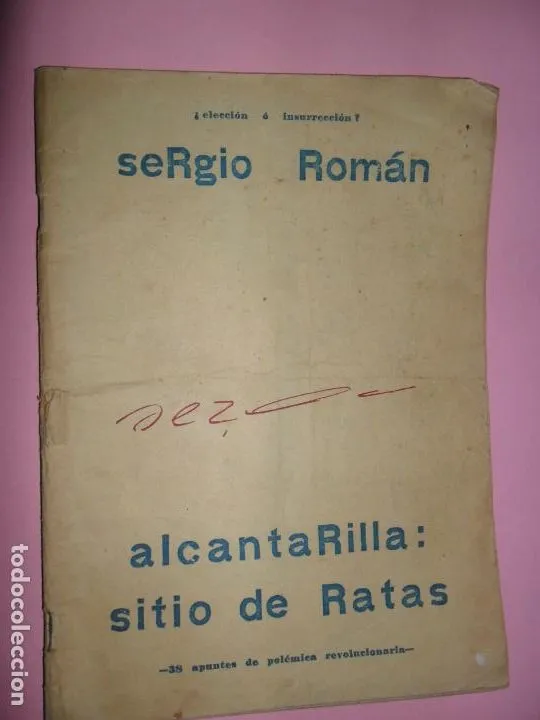 ¿elección ó insurrección?
seRgio Román
alcantaRilla:
sitio de Ratas
—38 apuntes de polémica revolucionaria—
todocoleccion